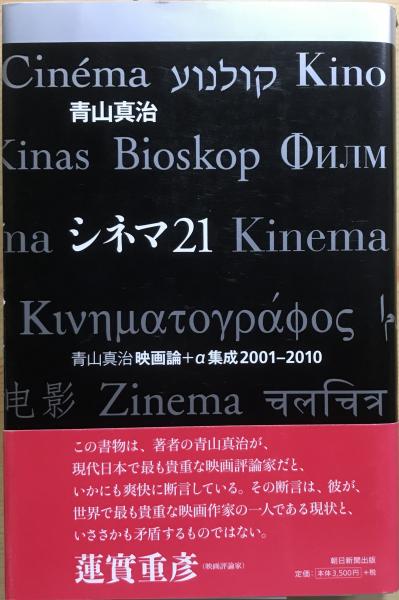 Cinéma קולנוע Kino
青山真治
Kinas Bioskop Филм
ma シネマ21 Kinema
Κινηματογράφος
青山真治映画論+α集成2001–2010
电影 Zinema चलचित्र
この書物は、著者の青山真治が、
現代日本で最も貴重な映画評論家だと、
いかにも爽快に断言している。その断言は、彼が、
世界で最も貴重な映画作家の一人である現状と、
いささかも矛盾するものではない。
蓮實重彦(映画評論家)
朝日新聞出版
定価:本体3,500円+税